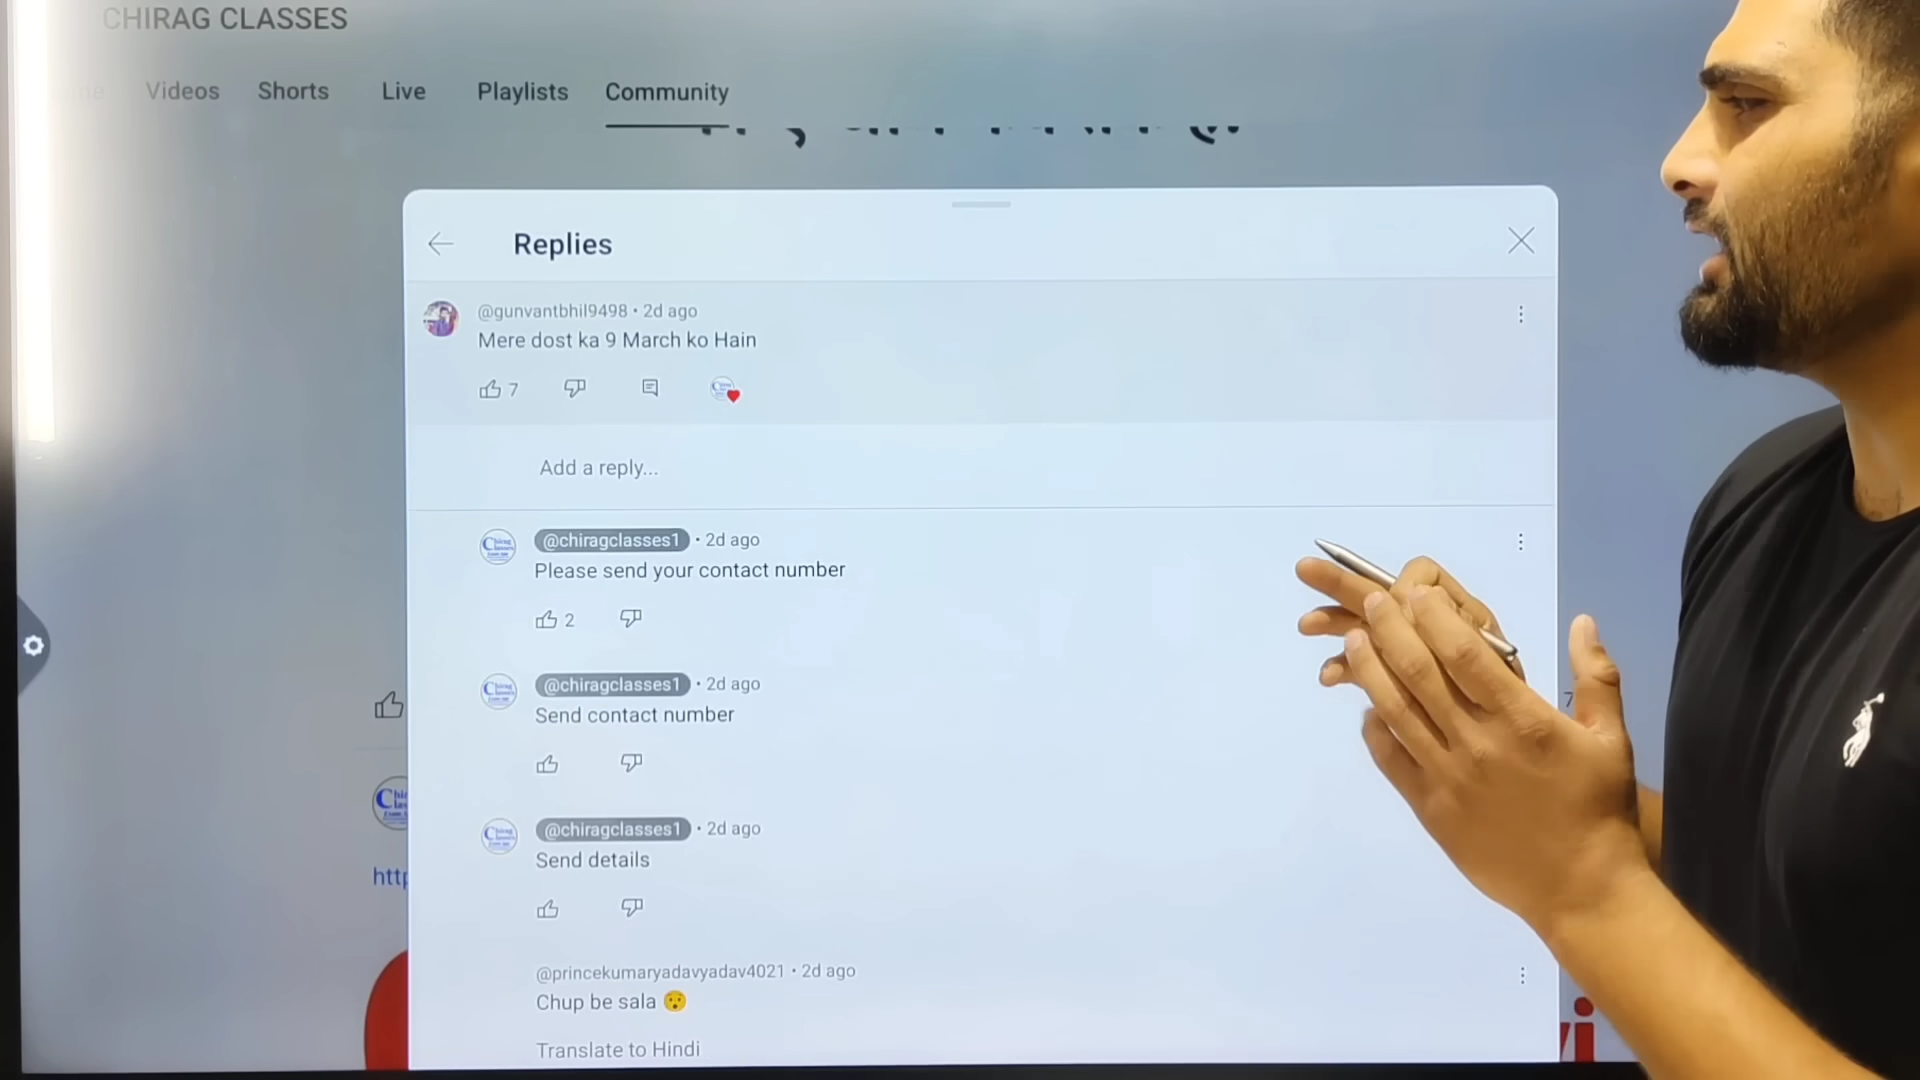 CHIRAG CLASSES
Videos Shorts Live Playlists Community
Replies
@gunvantbhil9498 • 2d ago
Mere dost ka 9 March ko Hain
7
Add a reply...
@chiragclasses1 • 2d ago
Please send your contact number
2
@chiragclasses1 • 2d ago
Send contact number
@chiragclasses1 • 2d ago
Send details
@princekumaryadavyadav4021 • 2d ago
Chup be sala 😯
Translate to Hindi